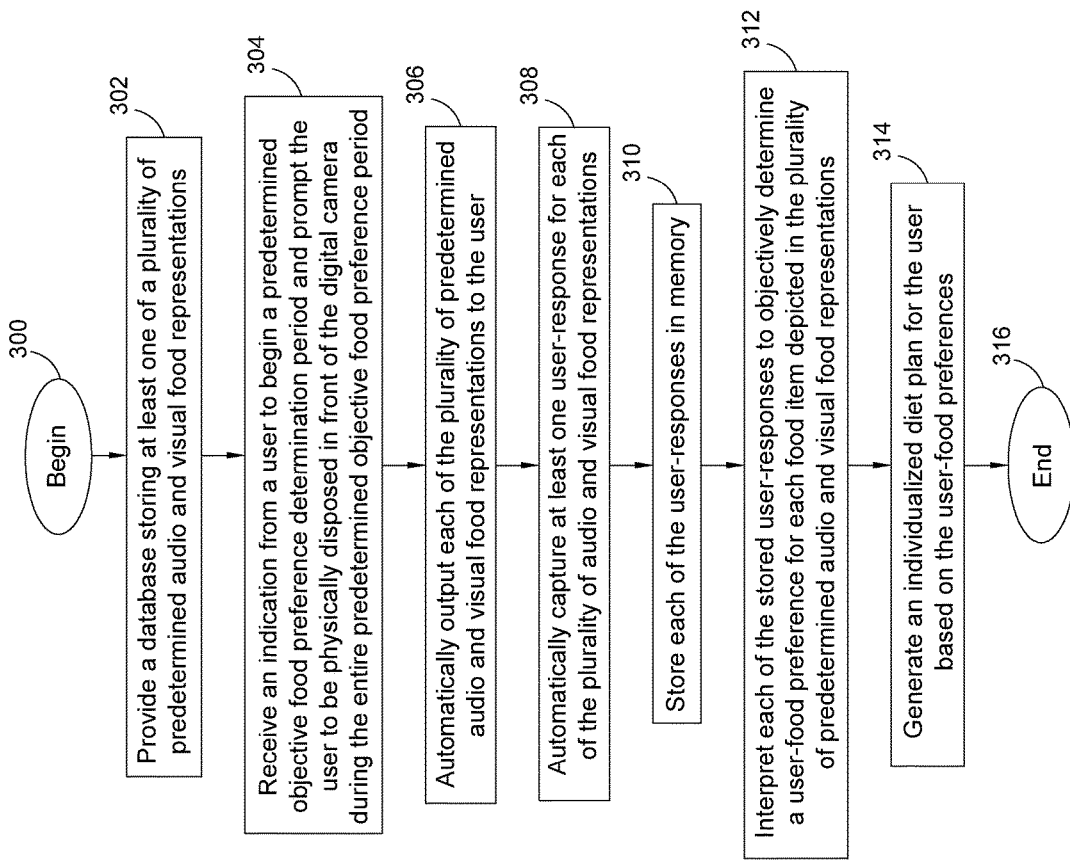 300
Begin
302
Provide a database storing at least one of a plurality of
predetermined audio and visual food representations
304
Receive an indication from a user to begin a predetermined
objective food preference determination period and prompt the
user to be physically disposed in front of the digital camera
during the entire predetermined objective food preference period
306
Automatically output each of the plurality of predetermined
audio and visual food representations to the user
308
Automatically capture at least one user-response for each
of the plurality of audio and visual food representations
310
Store each of the user-responses in memory
312
Interpret each of the stored user-responses to objectively determine
a user-food preference for each food item depicted in the plurality
of predetermined audio and visual food representations
314
Generate an individualized diet plan for the user
based on the user-food preferences
316
End